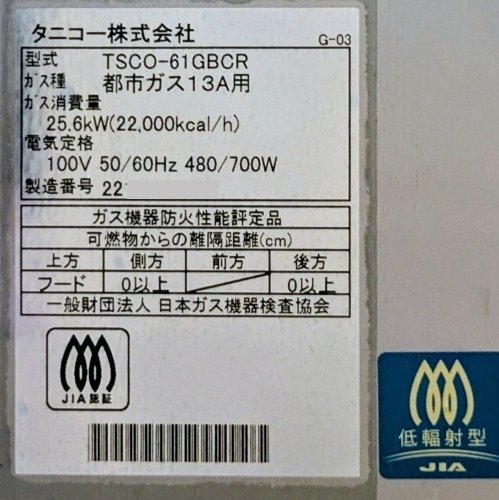 タニコー株式会社
G-03
型式 TSCO-61GBCR
ガス種 都市ガス13A用
ガス消費量
25.6kW(22,000kcal/h)
電気定格
100V 50/60Hz 480/700W
製造番号 22
ガス機器防火性能評定品
可燃物からの離隔距離(cm)
上方 側方 前方 後方
フード 0以上 0以上
一般財団法人 日本ガス機器検査協会
JIA認証
低輻射型
JIA